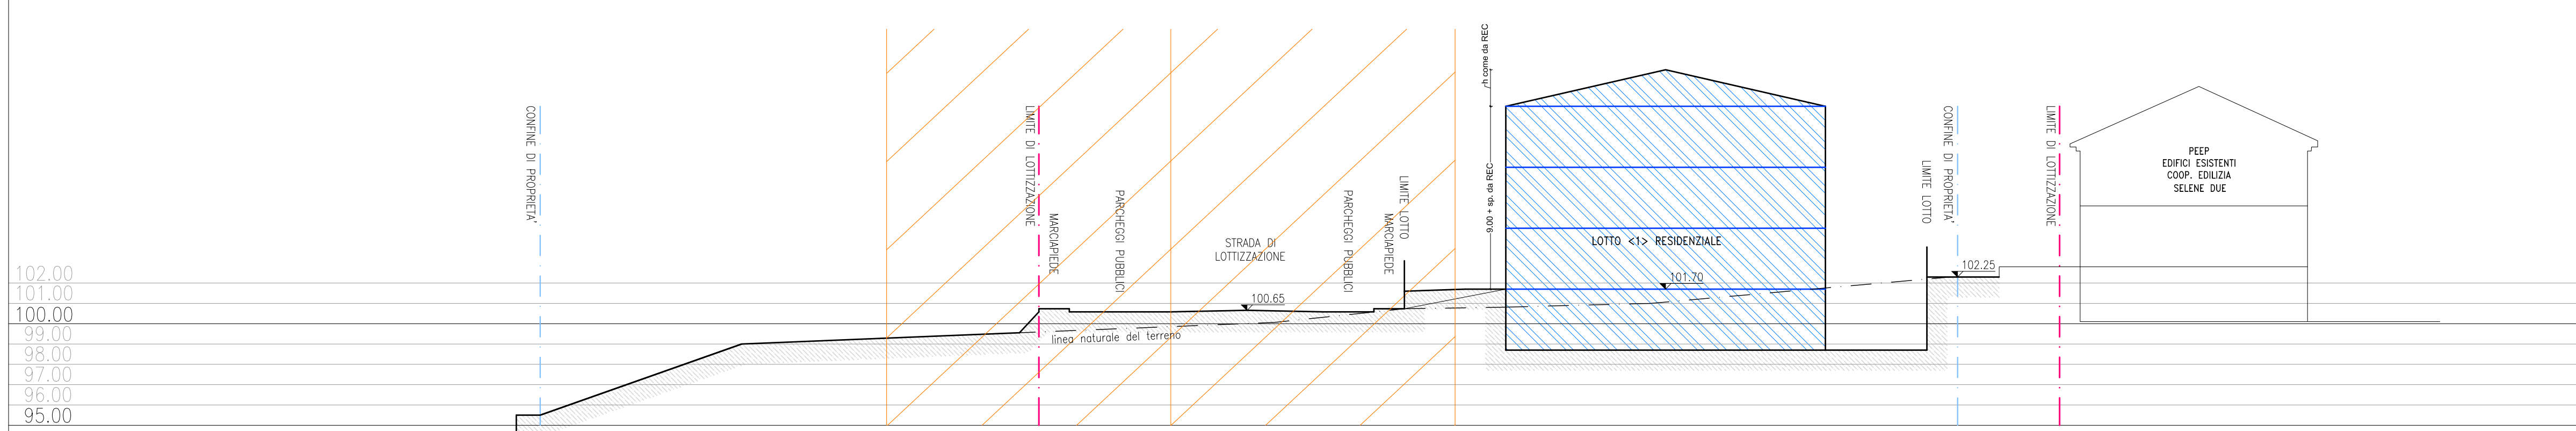 102.00
101.00
100.00
99.00
98.00
97.00
96.00
95.00
CONFINE DI PROPRIETA'
LIMITE DI LOTTIZZAZIONE
MARCIAPIEDE
PARCHEGGI PUBBLICI
linea naturale del terreno
STRADA DI
LOTTIZZAZIONE
100.65
PARCHEGGI PUBBLICI
MARCIAPIEDE
LIMITE LOTTO
h come da REC
9.00 + sp. da REC
LOTTO <1> RESIDENZIALE
101.70
LIMITE LOTTO
CONFINE DI PROPRIETA'
102.25
LIMITE DI LOTTIZZAZIONE
PEEP
EDIFICI ESISTENTI
COOP. EDILIZIA
SELENE DUE